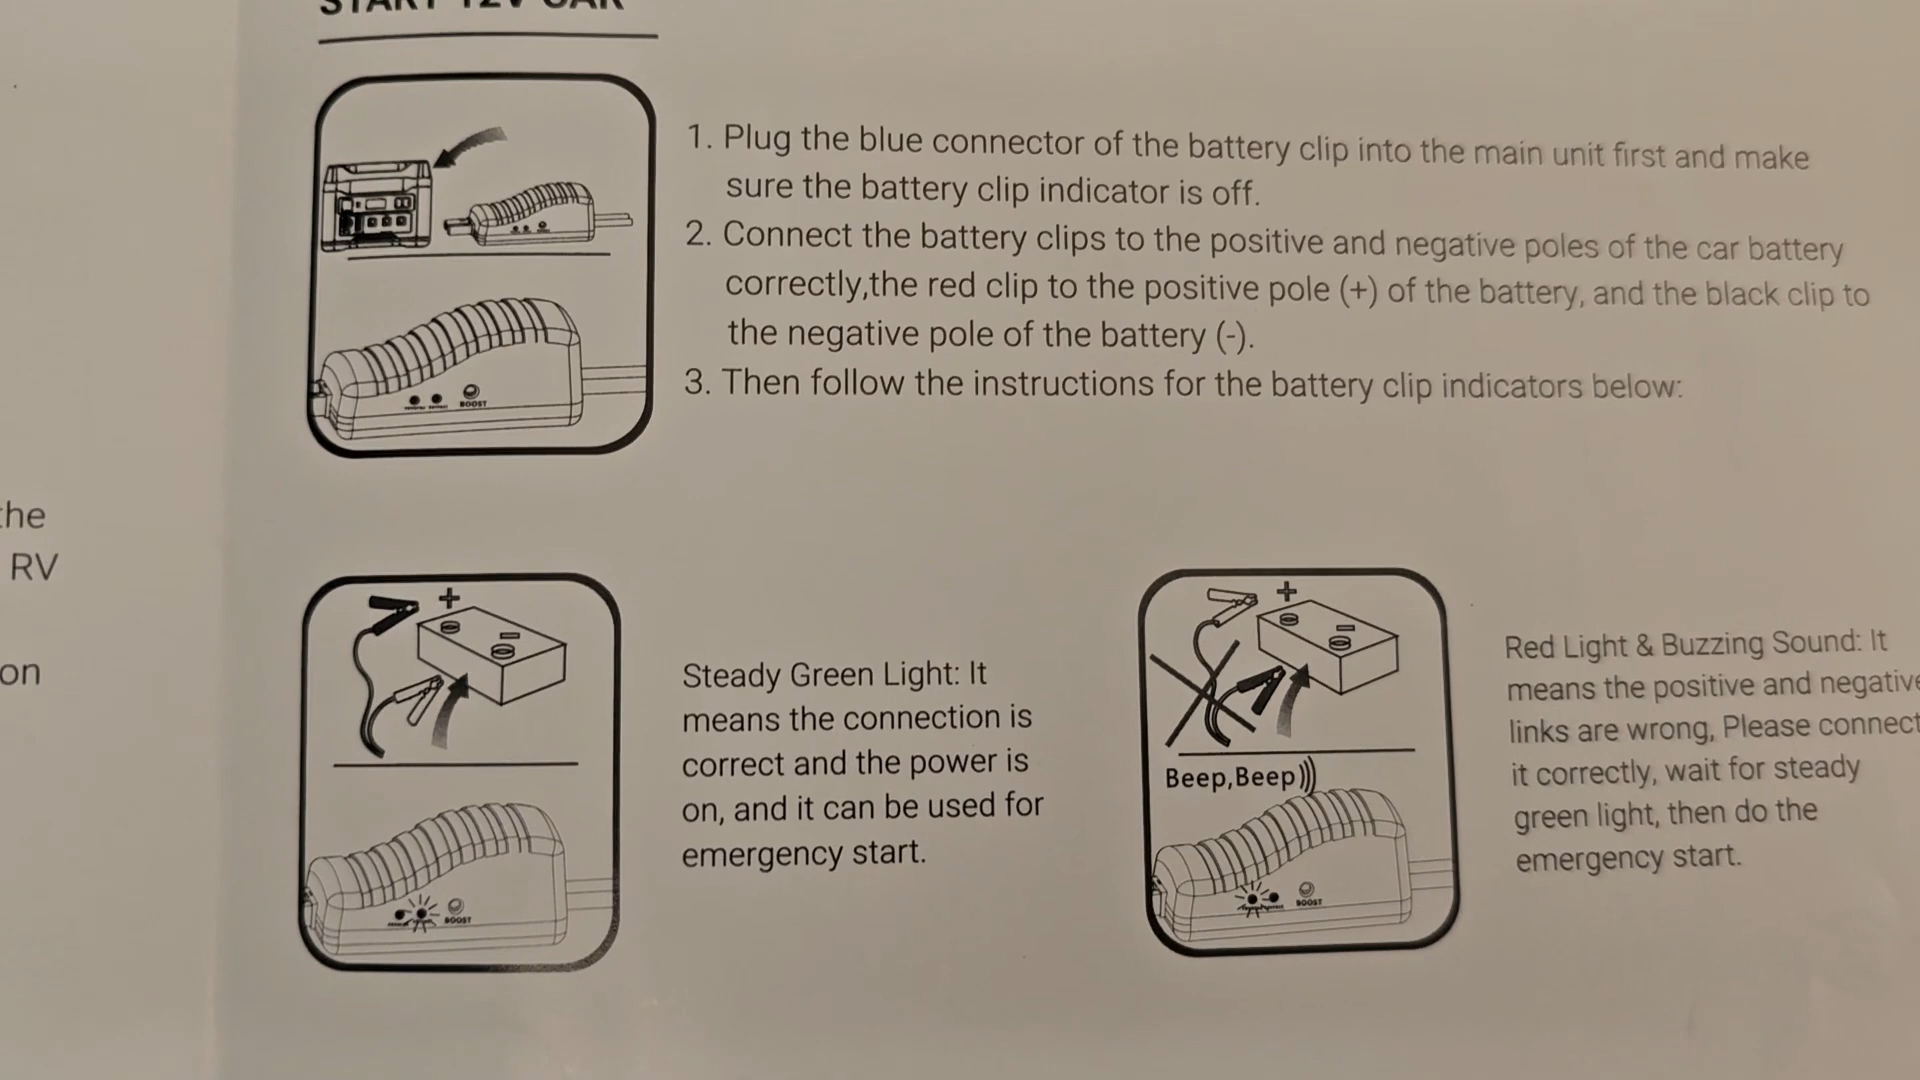 START 12V CAR
1. Plug the blue connector of the battery clip into the main unit first and make
sure the battery clip indicator is off.
2. Connect the battery clips to the positive and negative poles of the car battery
correctly,the red clip to the positive pole (+) of the battery, and the black clip to
the negative pole of the battery (-).
3. Then follow the instructions for the battery clip indicators below:
BOOST
the
RV
on
+
-
Steady Green Light: It
means the connection is
correct and the power is
on, and it can be used for
emergency start.
BOOST
+
-
Beep,Beep
BOOST
Red Light & Buzzing Sound: It
means the positive and negative
links are wrong, Please connect
it correctly, wait for steady
green light, then do the
emergency start.